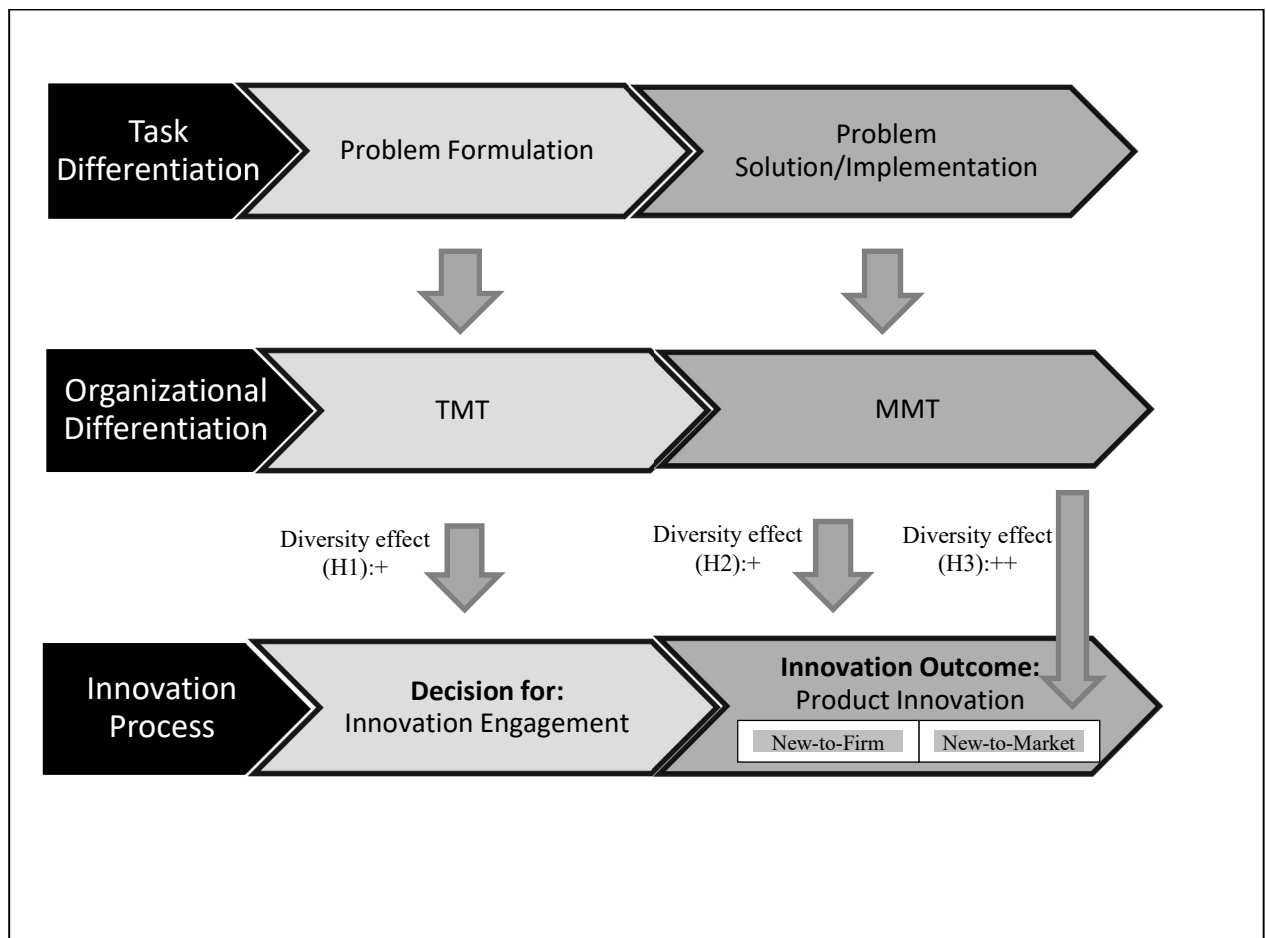 Task
Differentiation
Problem Formulation
Problem
Solution/Implementation
Organizational
Differentiation
TMT
MMT
Diversity effect
(H1):+
Diversity effect
(H2):+
Diversity effect
(H3):++
Innovation
Process
Decision for:
Innovation Engagement
Innovation Outcome:
Product Innovation
New-to-Firm
New-to-Market